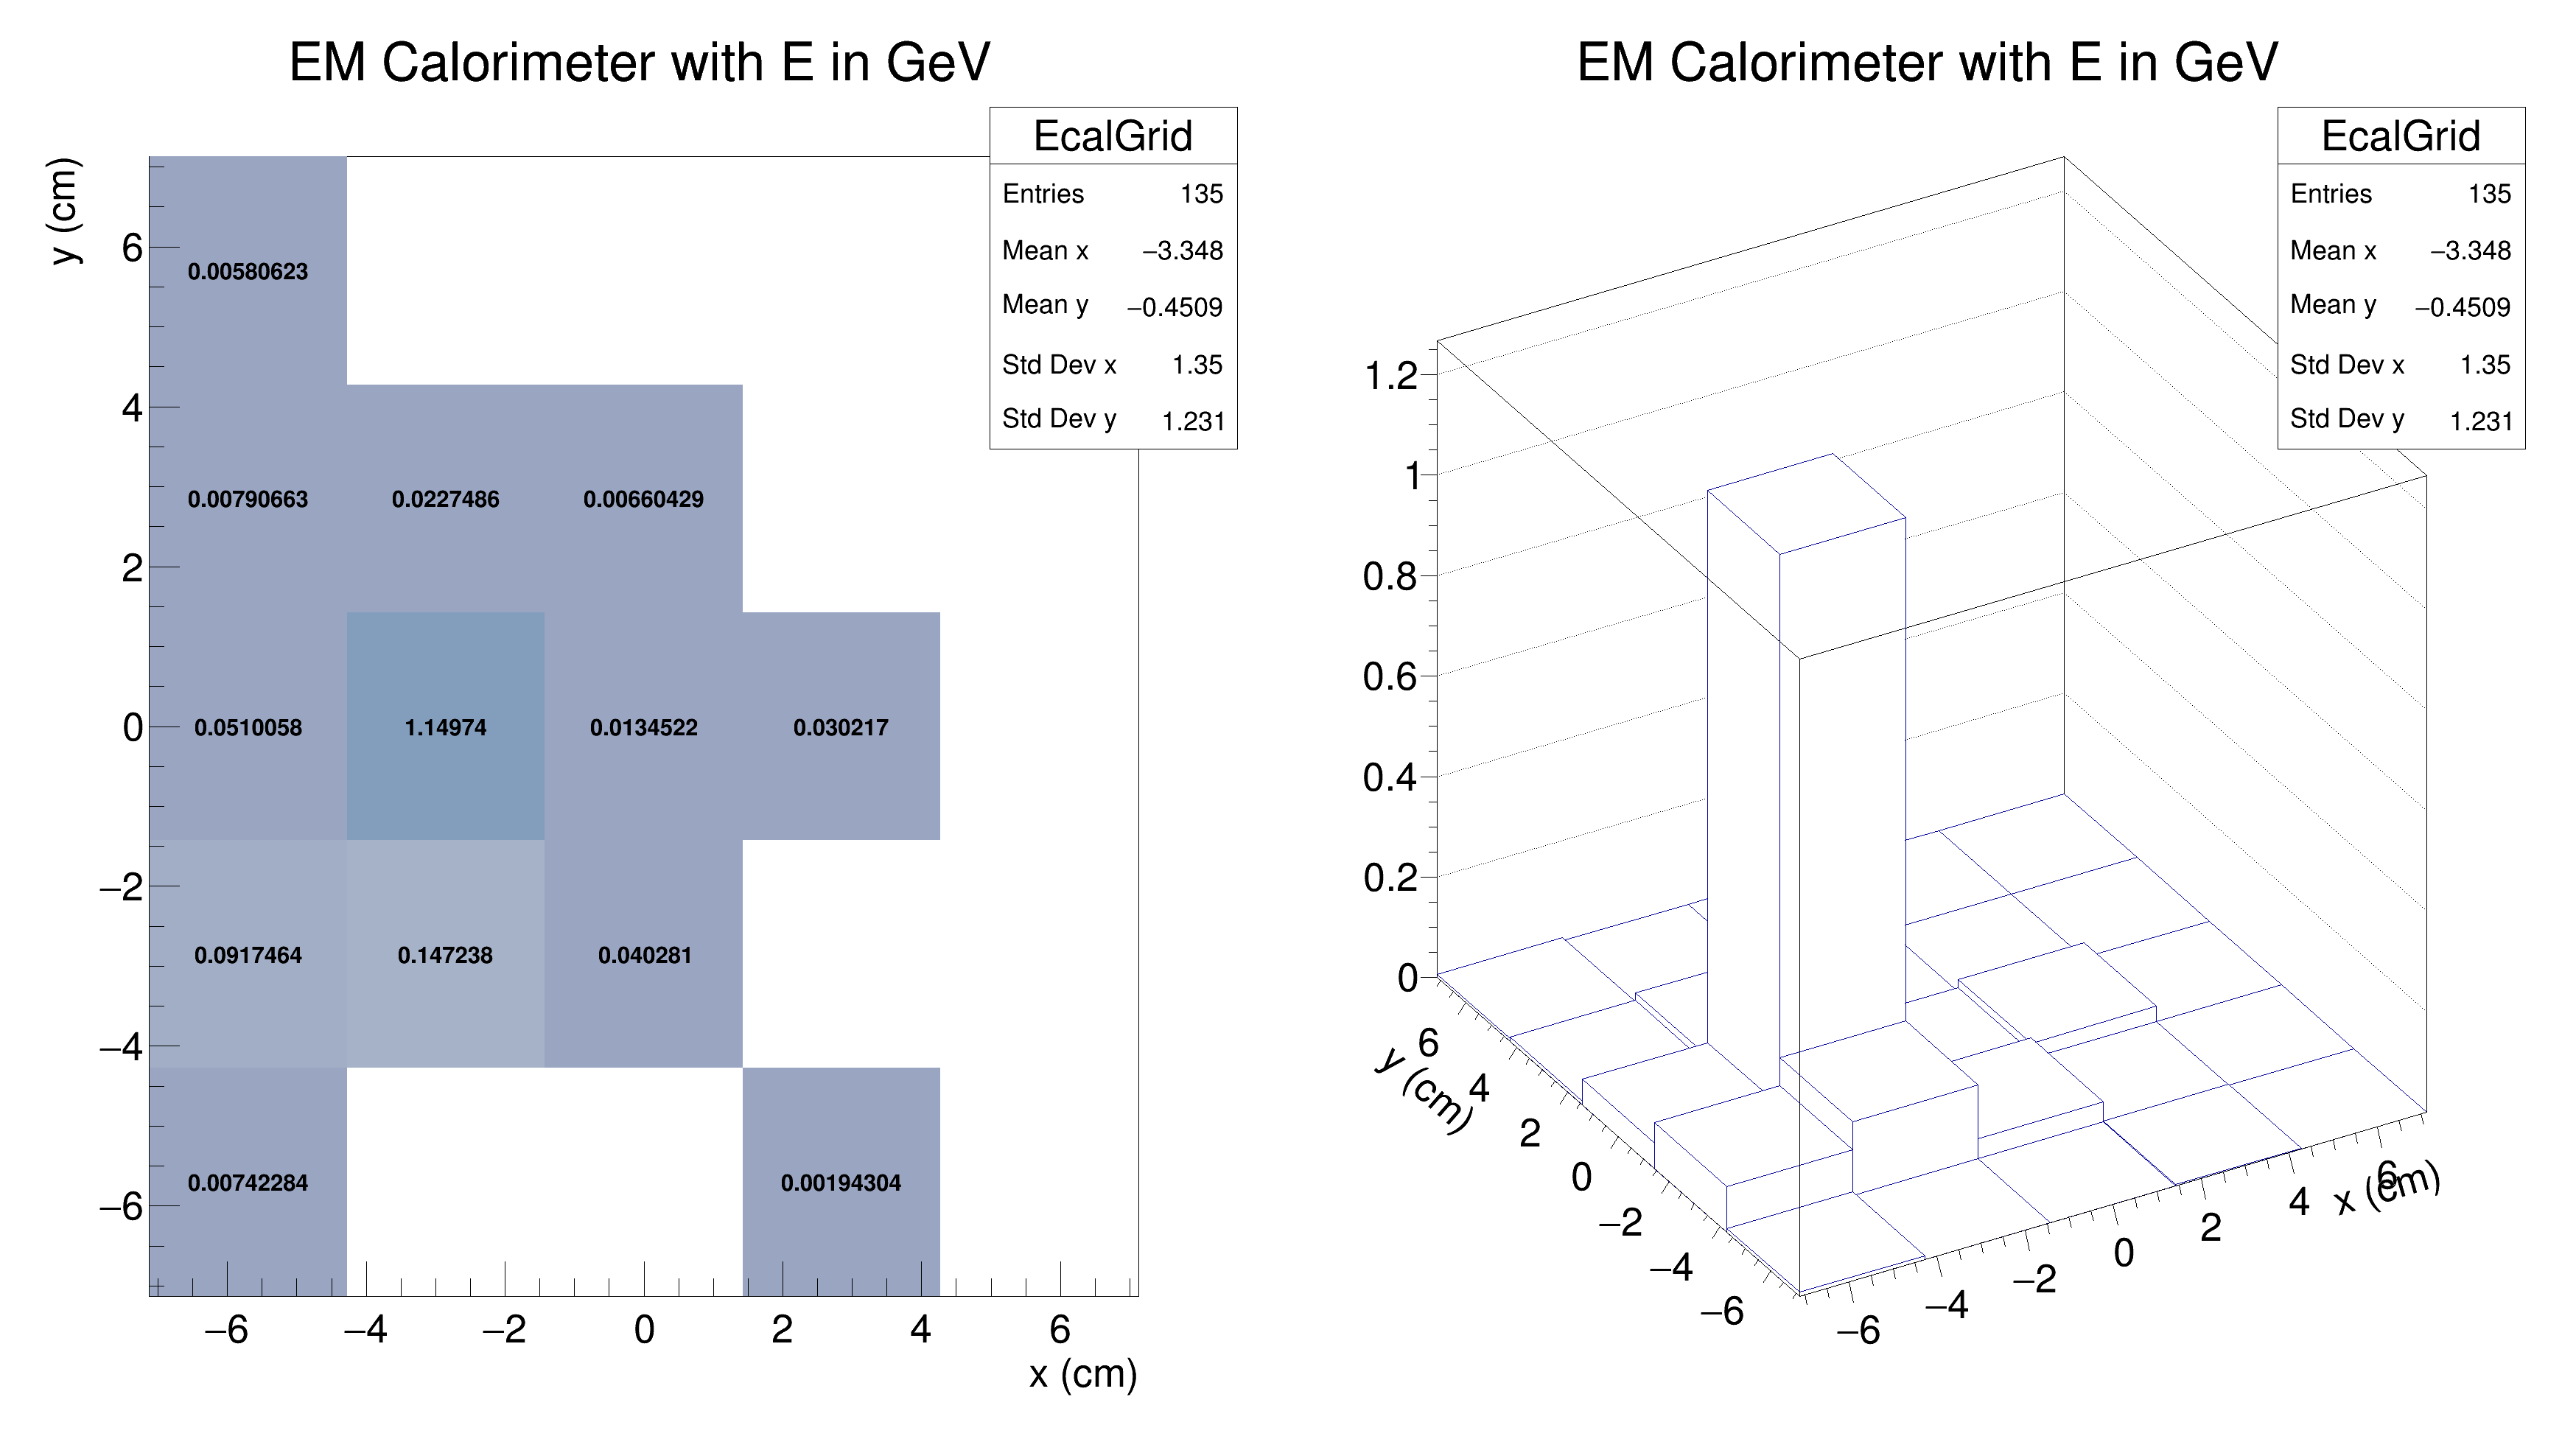 EM Calorimeter with E in GeV
EcalGrid
Entries 135
Mean x −3.348
Mean y −0.4509
Std Dev x 1.35
Std Dev y 1.231
y (cm)
6
4
2
0
−2
−4
−6
0.00580623
0.00790663 0.0227486 0.00660429
0.0510058 1.14974 0.0134522 0.030217
0.0917464 0.147238 0.040281
0.00742284 0.00194304
−6 −4 −2 0 2 4 6
x (cm)
EM Calorimeter with E in GeV
EcalGrid
Entries 135
Mean x −3.348
Mean y −0.4509
Std Dev x 1.35
Std Dev y 1.231
1.2
1
0.8
0.6
0.4
0.2
0
y (cm)
6
4
2
0
−2
−4
−6
−6
−4
−2
0
2
4
6
x (cm)